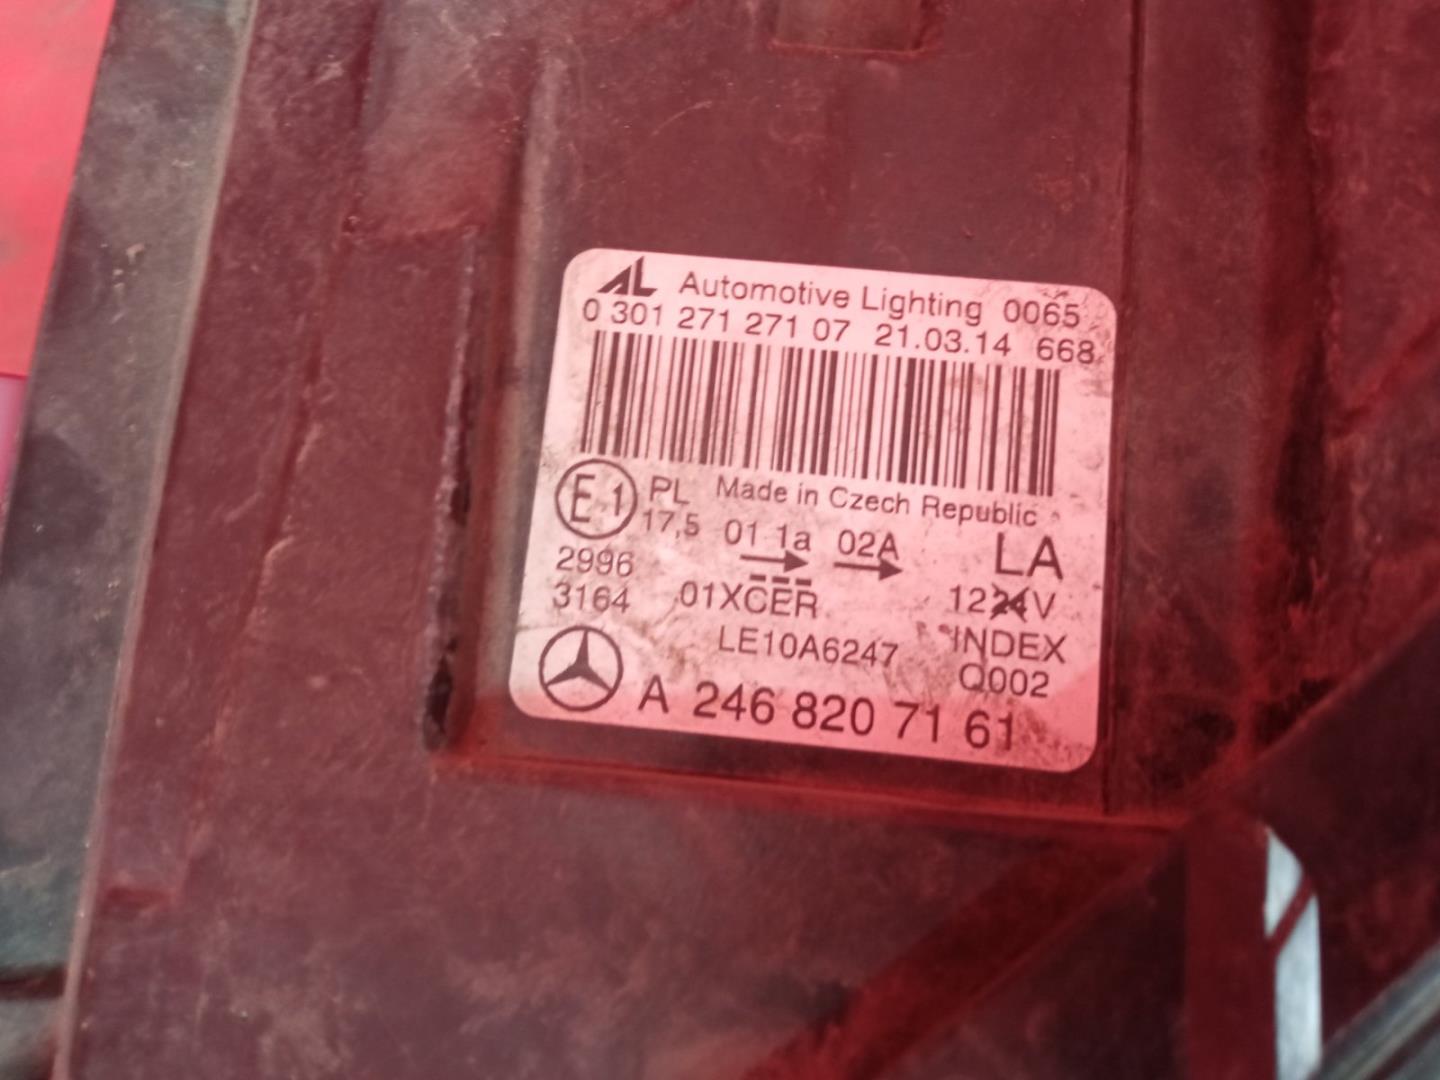 AL Automotive Lighting 0065
0 301 271 271 07 21.03.14 668
E1 PL Made in Czech Republic
17,5 01 1a 02A LA
2996
3164 01XCER 1224V
LE10A6247 INDEX
Q002
A 246 820 71 61